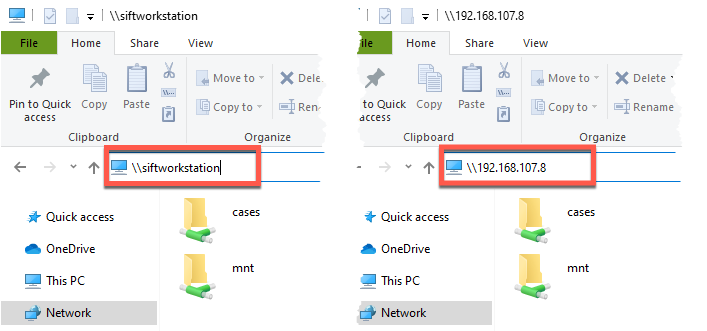 \\siftworkstation
File Home Share View
Pin to Quick access
Copy
Paste
Move to
Copy to
Delete
Rename
Clipboard
Organize
\\siftworkstation
Quick access
OneDrive
This PC
Network
cases
mnt
\\192.168.107.8
File Home Share View
Pin to Quick access
Copy
Paste
Move to
Copy to
Delete
Rename
Clipboard
Organize
\\192.168.107.8
Quick access
OneDrive
This PC
Network
cases
mnt